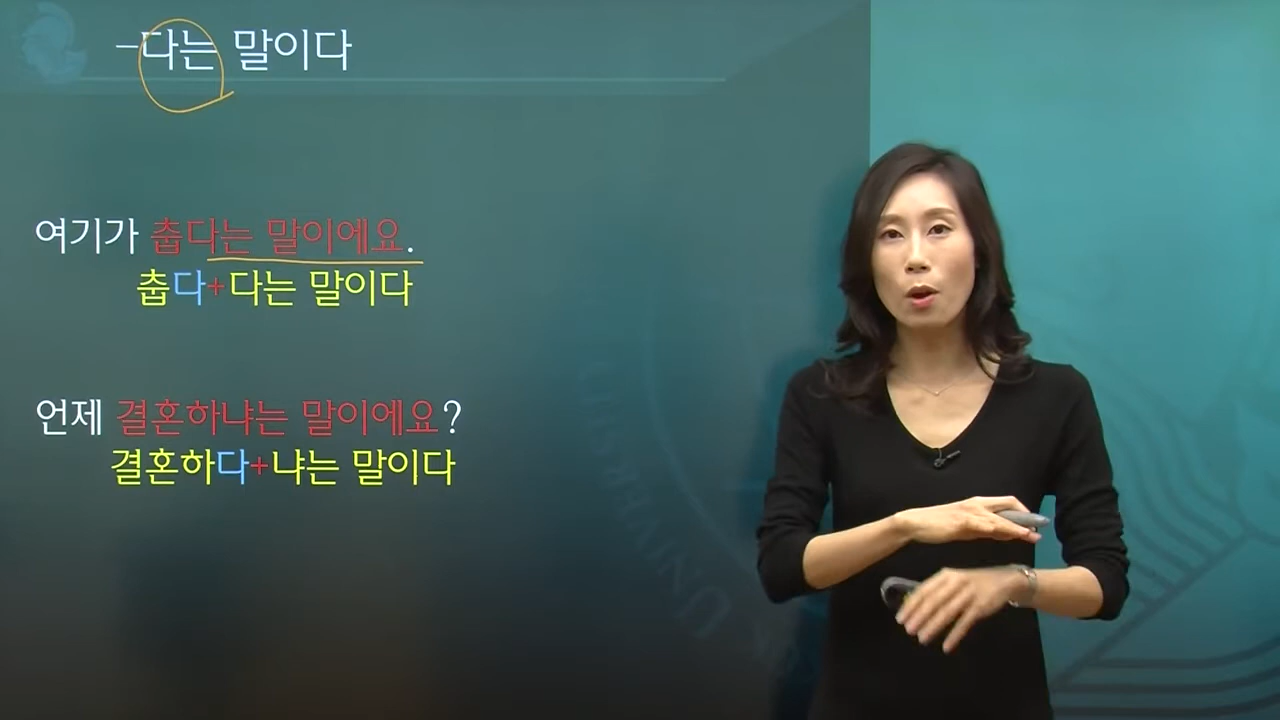 -다는 말이다
여기가 춥다는 말이에요.
춥다+다는 말이다
언제 결혼하냐는 말이에요?
결혼하다+냐는 말이다